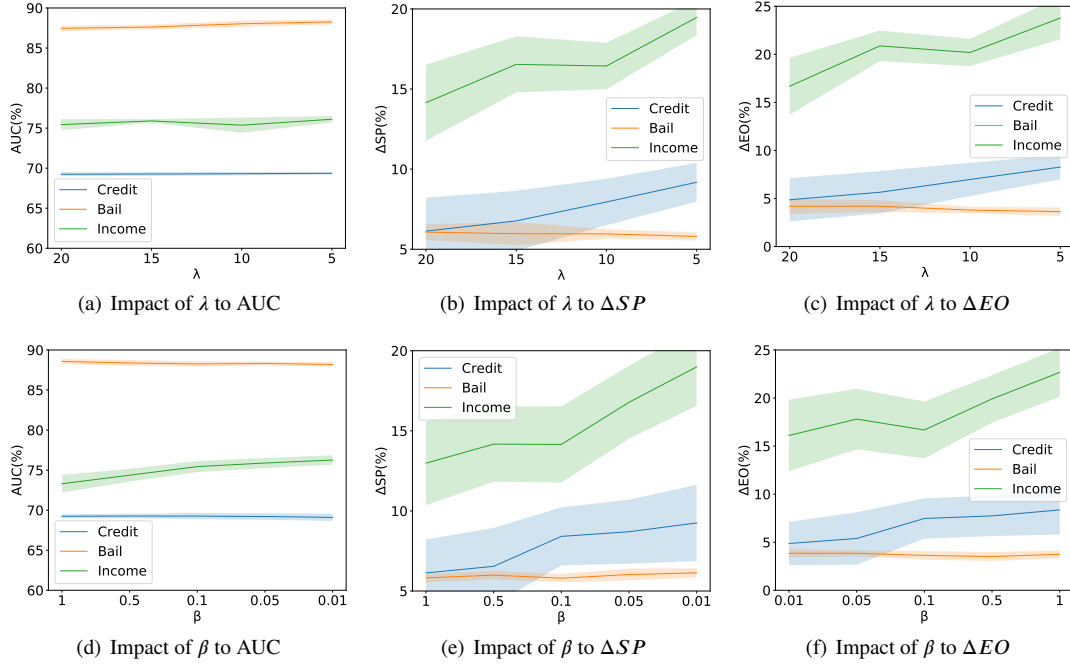 90
85
80
75
70
65
60
AUC(%)
Credit
Bail
Income
20 15 10 5
λ
(a) Impact of λ to AUC
20
15
10
5
ΔSP(%)
Credit
Bail
Income
20 15 10 5
λ
(b) Impact of λ to ΔSP
25
20
15
10
5
0
ΔEO(%)
Credit
Bail
Income
20 15 10 5
λ
(c) Impact of λ to ΔEO
90
85
80
75
70
65
60
AUC(%)
Credit
Bail
Income
1 0.5 0.1 0.05 0.01
β
(d) Impact of β to AUC
20
15
10
5
ΔSP(%)
Credit
Bail
Income
1 0.5 0.1 0.05 0.01
β
(e) Impact of β to ΔSP
25
20
15
10
5
0
ΔEO(%)
Credit
Bail
Income
0.01 0.05 0.1 0.5 1
β
(f) Impact of β to ΔEO